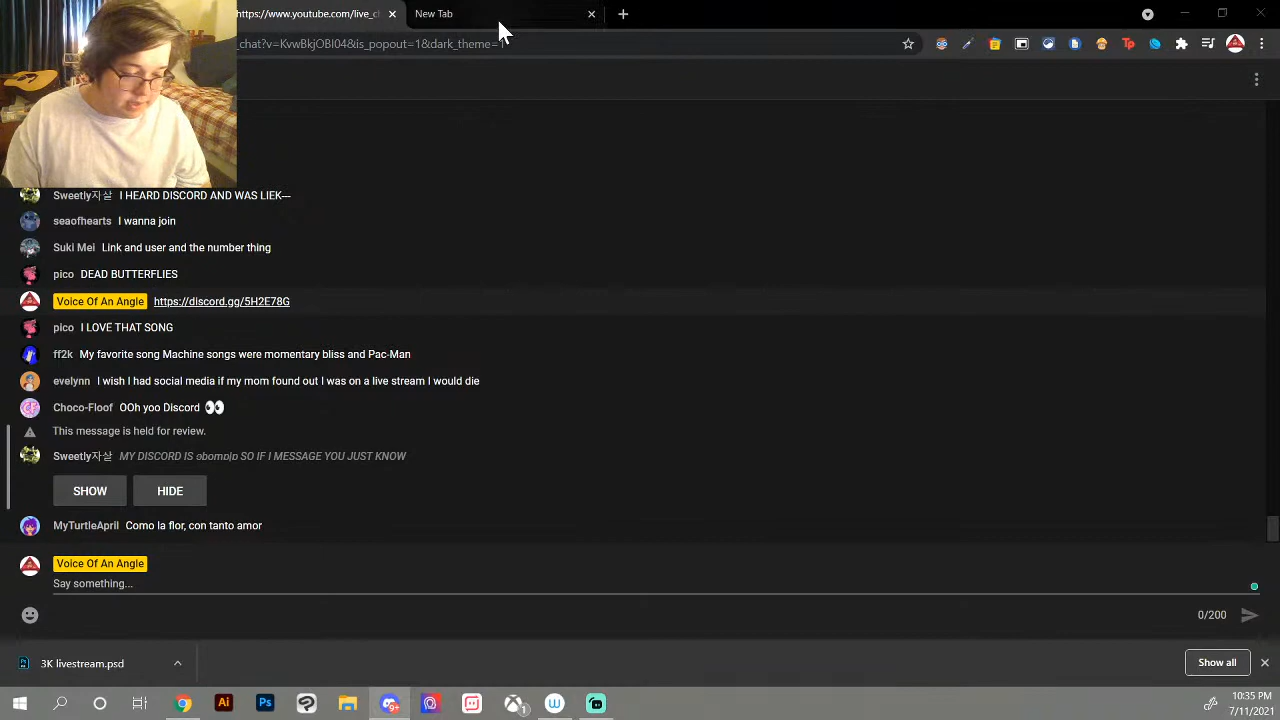 https://www.youtube.com/live_c
New Tab
_chat?v=KvwBkjOBI04&is_popout=1&dark_theme=1
Sweetly자살 I HEARD DISCORD AND WAS LIEK—
seaofhearts I wanna join
Suki Mei Link and user and the number thing
pico DEAD BUTTERFLIES
Voice Of An Angle https://discord.gg/5H2E78G
pico I LOVE THAT SONG
ff2k My favorite song Machine songs were momentary bliss and Pac-Man
evelynn I wish I had social media if my mom found out I was on a live stream I would die
Choco-Floof OOh yoo Discord 👀
This message is held for review.
Sweetly자살 MY DISCORD IS ɘbomp|p SO IF I MESSAGE YOU JUST KNOW
SHOW HIDE
MyTurtleApril Como la flor, con tanto amor
Voice Of An Angle
Say something...
0/200
3K livestream.psd
Show all
10:35 PM
7/11/2021